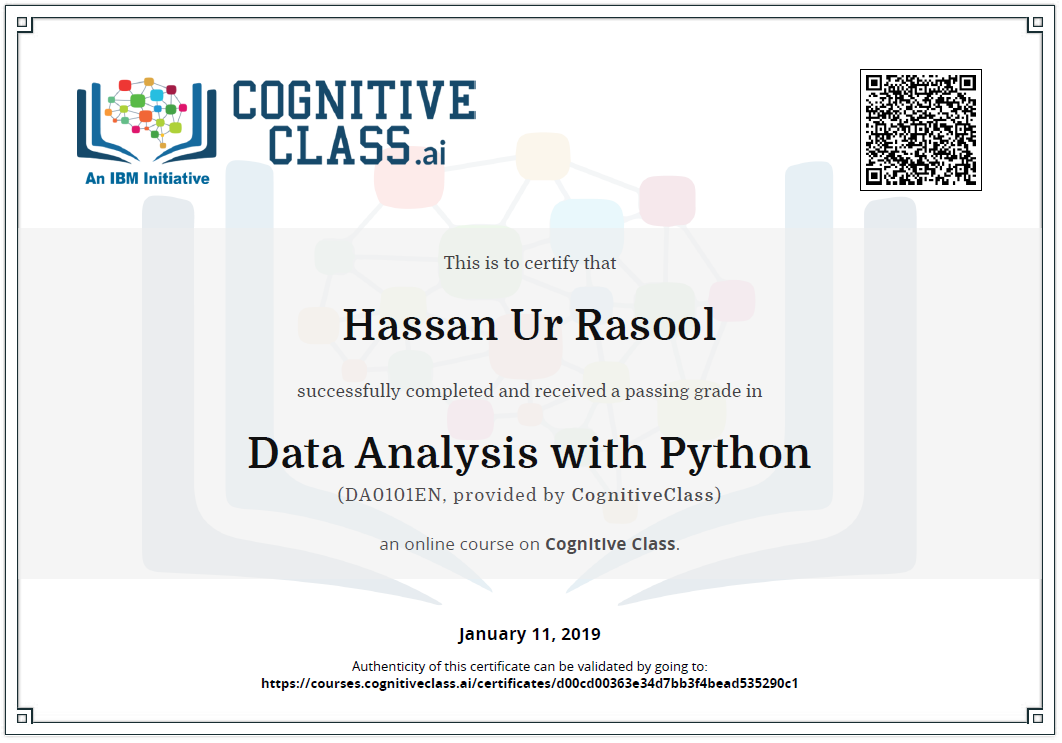 COGNITIVE
CLASS.ai
An IBM Initiative
This is to certify that
Hassan Ur Rasool
successfully completed and received a passing grade in
Data Analysis with Python
(DA0101EN, provided by CognitiveClass)
an online course on Cognitive Class.
January 11, 2019
Authenticity of this certificate can be validated by going to:
https://courses.cognitiveclass.ai/certificates/d00cd00363e34d7bb3f4bead535290c1